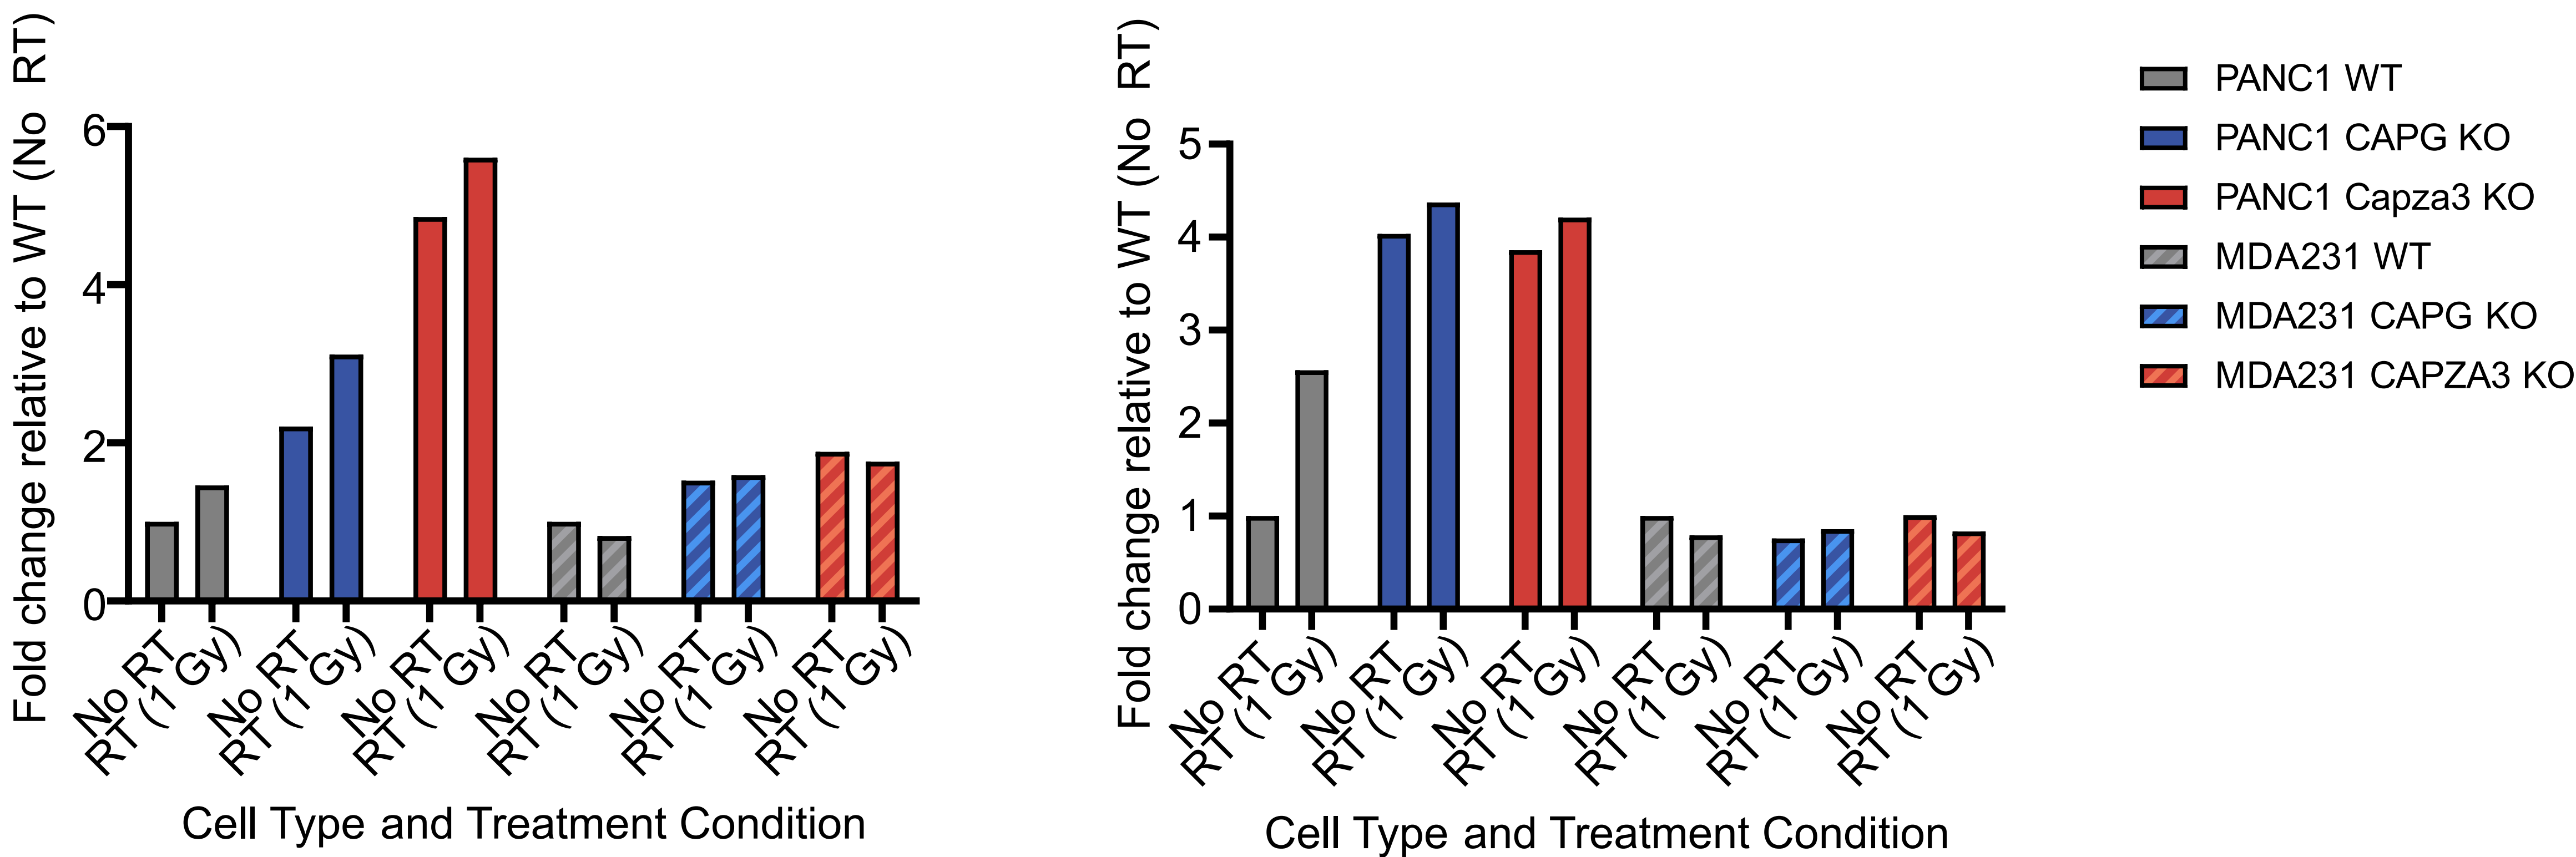 Fold change relative to WT (No  RT)
6
4
2
0
No RT
RT (1 Gy)
No RT
RT (1 Gy)
No RT
RT (1 Gy)
No RT
RT (1 Gy)
No RT
RT (1 Gy)
No RT
RT (1 Gy)
Cell Type and Treatment Condition
Fold change relative to WT (No  RT)
5
4
3
2
1
0
No RT
RT (1 Gy)
No RT
RT (1 Gy)
No RT
RT (1 Gy)
No RT
RT (1 Gy)
No RT
RT (1 Gy)
No RT
RT (1 Gy)
Cell Type and Treatment Condition
PANC1 WT
PANC1 CAPG KO
PANC1 Capza3 KO
MDA231 WT
MDA231 CAPG KO
MDA231 CAPZA3 KO